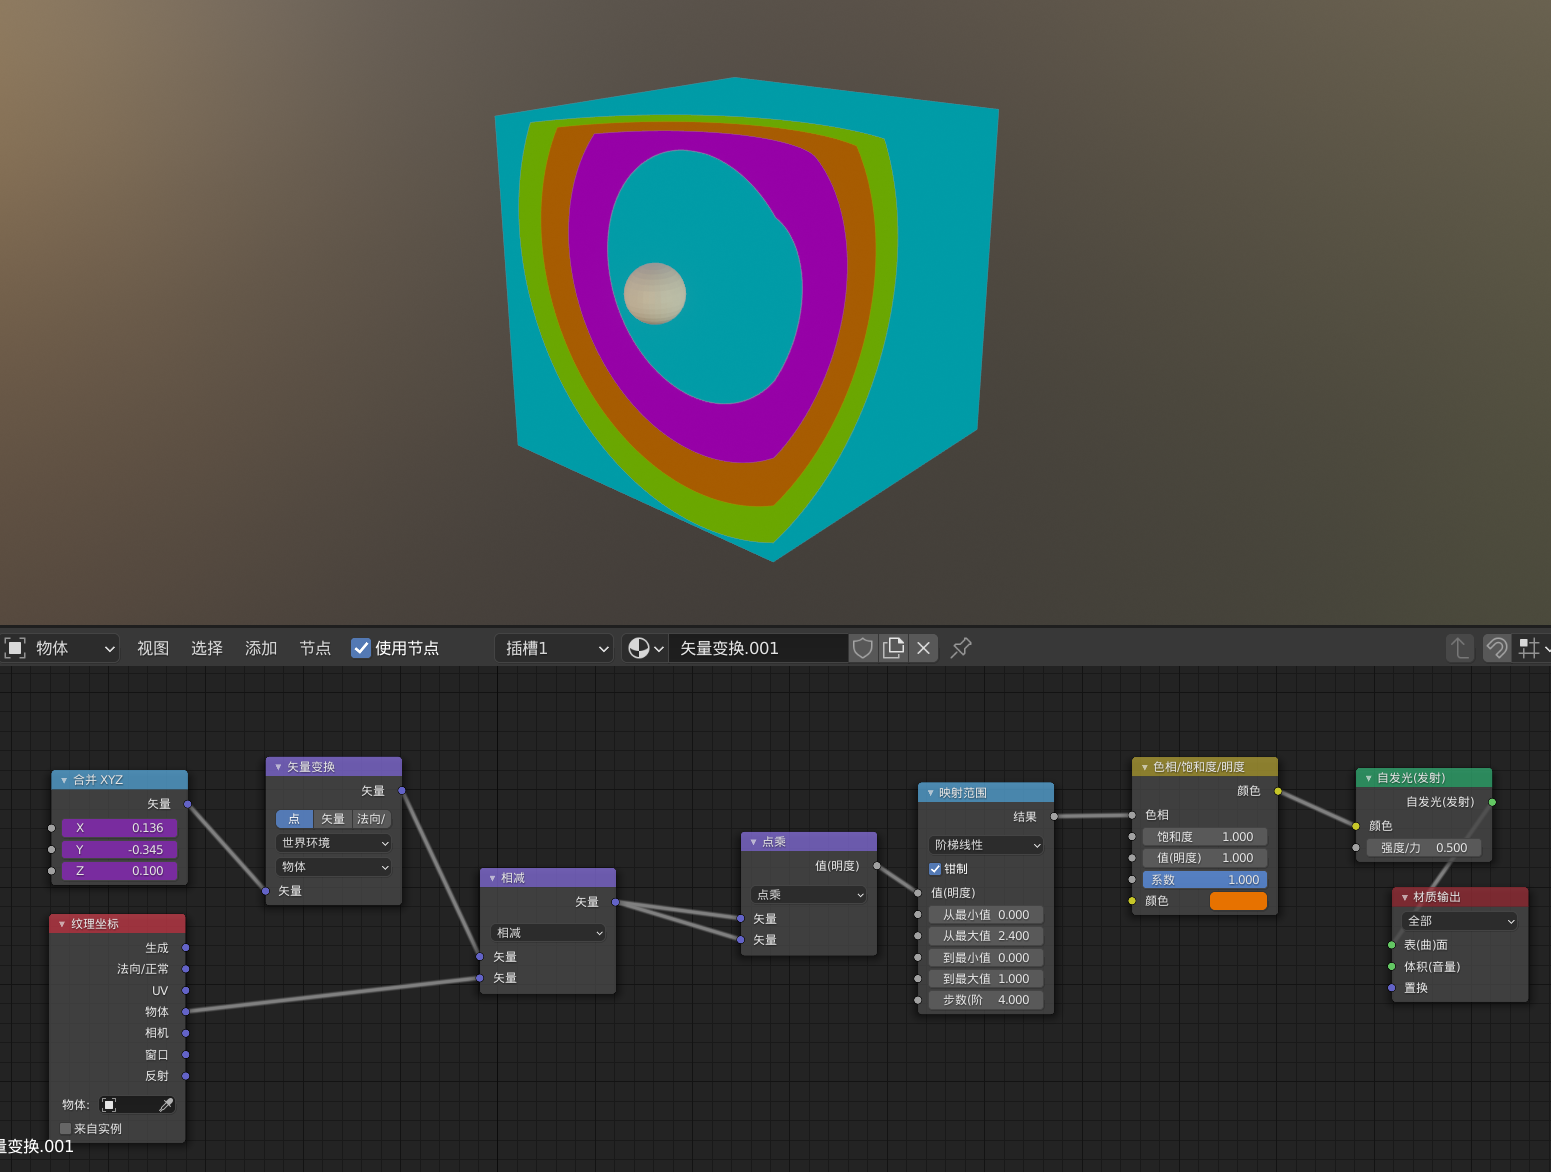 物体 视图 选择 添加 节点 使用节点 插槽1 矢量变换.001
合并 XYZ
矢量
X 0.136
Y -0.345
Z 0.100
纹理坐标
生成
法向/正常
UV
物体
相机
窗口
反射
物体:
来自实例
矢量变换
矢量
点 矢量 法向/
世界环境
物体
矢量
相减
矢量
相减
矢量
矢量
点乘
值(明度)
点乘
矢量
矢量
映射范围
结果
阶梯线性
钳制
值(明度)
从最小值 0.000
从最大值 2.400
到最小值 0.000
到最大值 1.000
步数(阶 4.000
色相/饱和度/明度
颜色
色相
饱和度 1.000
值(明度) 1.000
系数 1.000
颜色
自发光(发射)
自发光(发射)
颜色
强度/力 0.500
材质输出
全部
表(曲)面
体积(音量)
置换
量变换.001